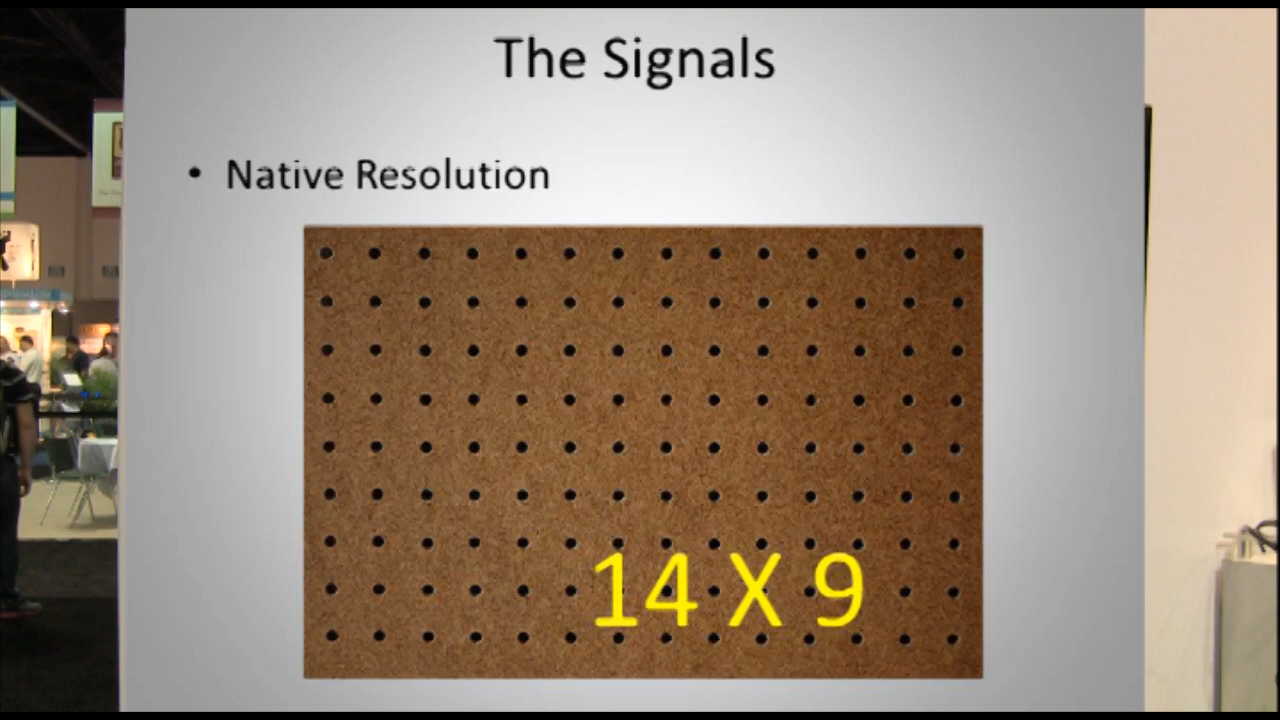 The Signals
• Native Resolution
14 X 9